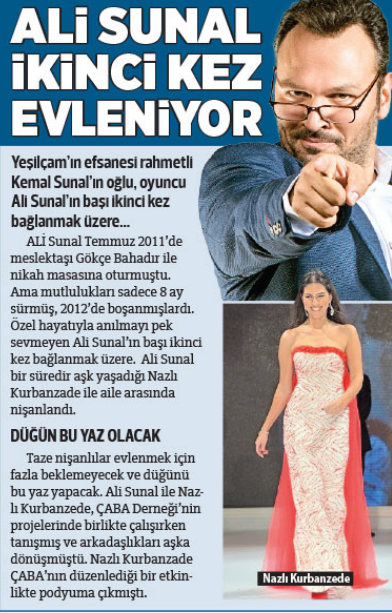 ALİ SUNAL
İKİNCİ KEZ
EVLENİYOR
Yeşilçam'ın efsanesi rahmetli
Kemal Sunal'ın oğlu, oyuncu
Ali Sunal'ın başı ikinci kez
bağlanmak üzere...
ALİ Sunal Temmuz 2011'de
meslektaşı Gökçe Bahadır ile
nikah masasına oturmuştu.
Ama mutlulukları sadece 8 ay
sürmüş, 2012'de boşanmışlardı.
Özel hayatıyla anılmayı pek
sevmeyen Ali Sunal'ın başı ikinci
kez bağlanmak üzere. Ali Sunal
bir süredir aşk yaşadığı Nazlı
Kurbanzede ile aile arasında
nişanlandı.
DÜĞÜN BU YAZ OLACAK
Taze nişanlılar evlenmek için
fazla beklemeyecek ve düğünü
bu yaz yapacak. Ali Sunal ile Naz-
lı Kurbanzede, ÇABA Derneği'nin
projelerinde birlikte çalışırken
tanışmış ve arkadaşlıkları aşka
dönüşmüştü. Nazlı Kurbanzade
ÇABA'nın düzenlediği bir etkin-
likte podyuma çıkmıştı.
Nazlı Kurbanzede